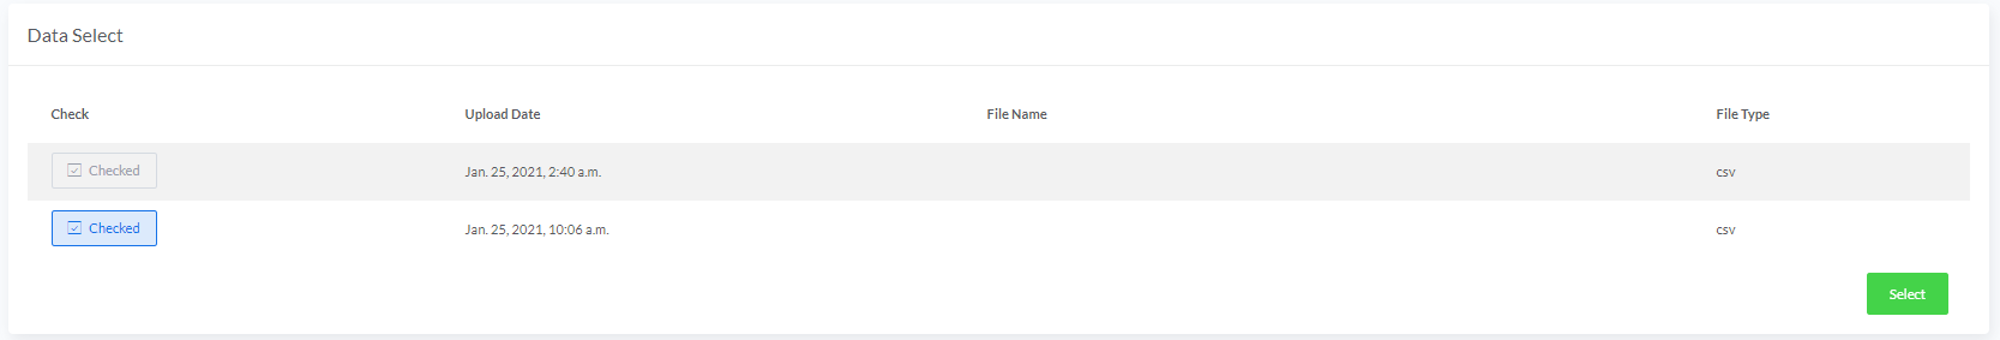 Data Select
Check Upload Date File Name File Type
Checked Jan. 25, 2021, 2:40 a.m. csv
Checked Jan. 25, 2021, 10:06 a.m. csv
Select